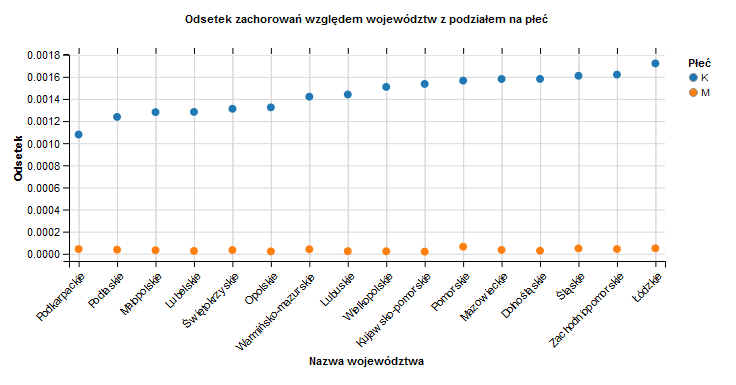 Odsetek zachorowań względem województw z podziałem na płeć
Płeć
K
M
Odsetek
0.0018
0.0016
0.0014
0.0012
0.0010
0.0008
0.0006
0.0004
0.0002
0.0000
Podkarpackie
Podlaskie
Małopolskie
Lubelskie
Świętokrzyskie
Opolskie
Warmińsko-mazurskie
Lubuskie
Wielkopolskie
Kujawsko-pomorskie
Pomorskie
Mazowieckie
Dolnośląskie
Śląskie
Zachodniopomorskie
Łódzkie
Nazwa województwa